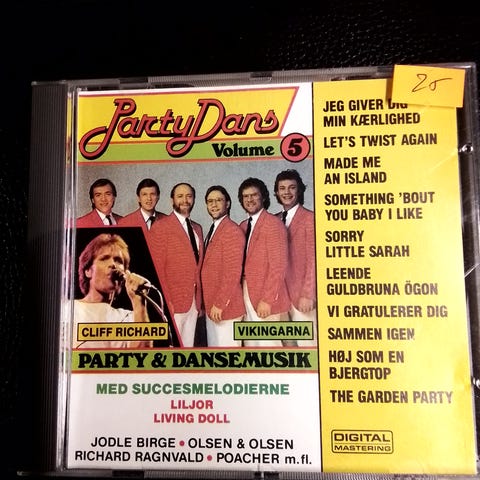 Party Dans
Volume 5
CLIFF RICHARD
VIKINGARNA
PARTY & DANSEMUSIK
MED SUCCESMELODIERNE
LILJOR
LIVING DOLL
JODLE BIRGE • OLSEN & OLSEN
RICHARD RAGNVALD • POACHER m.fl.
20
JEG GIVER DIG
MIN KÆRLIGHED
LET'S TWIST AGAIN
MADE ME
AN ISLAND
SOMETHING 'BOUT
YOU BABY I LIKE
SORRY
LITTLE SARAH
LEENDE
GULDBRUNA ÖGON
VI GRATULERER DIG
SAMMEN IGEN
HØJ SOM EN
BJERGTOP
THE GARDEN PARTY
DIGITAL
MASTERING